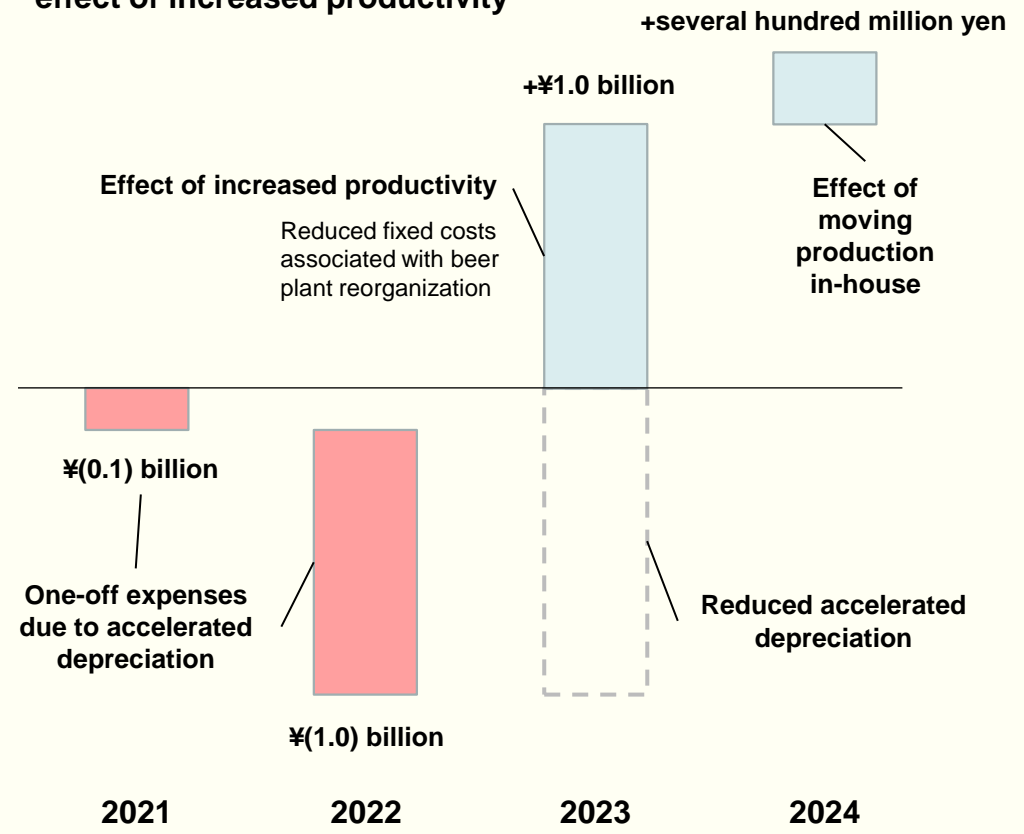 effect of increased productivity
+several hundred million yen
+¥1.0 billion
Effect of increased productivity
Reduced fixed costs
associated with beer
plant reorganization
Effect of
moving
production
in-house
¥(0.1) billion
One-off expenses
due to accelerated
depreciation
Reduced accelerated
depreciation
¥(1.0) billion
2021
2022
2023
2024